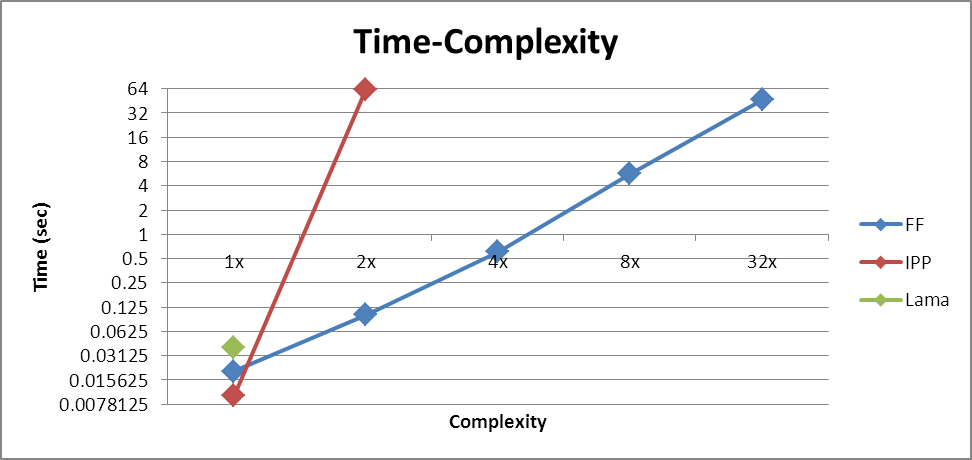 Time-Complexity
64
32
16
8
4
2
1
0.5
0.25
0.125
0.0625
0.03125
0.015625
0.0078125
Time (sec)
1x 2x 4x 8x 32x
Complexity
FF
IPP
Lama